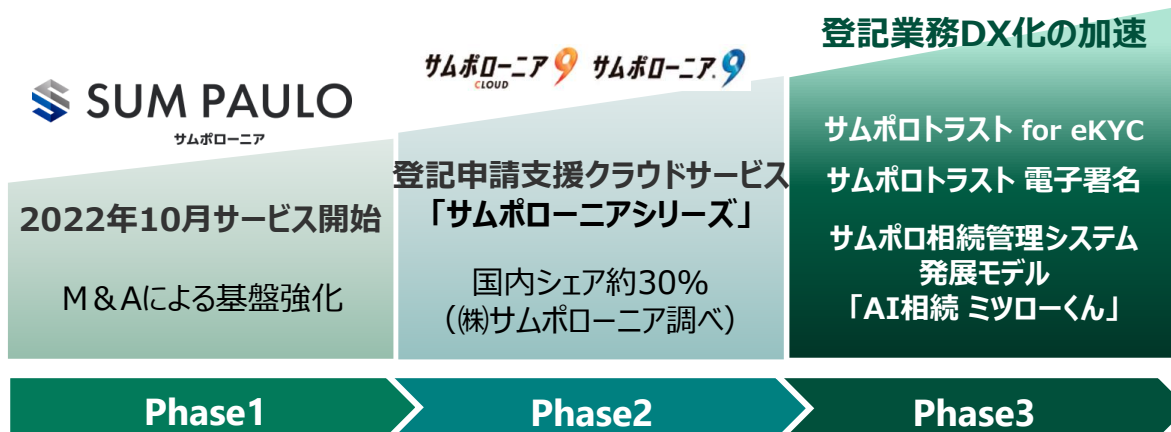 SUM PAULO
サムポローニア
2022年10月サービス開始
M&Aによる基盤強化
Phase1
サムポローニア9 CLOUD サムポローニア.9
登記申請支援クラウドサービス
「サムポローニアシリーズ」
国内シェア約30%
（㈱サムポローニア調べ）
Phase2
登記業務DX化の加速
サムポロトラスト for eKYC
サムポロトラスト 電子署名
サムポロ相続管理システム
発展モデル
「AI相続 ミツローくん」
Phase3